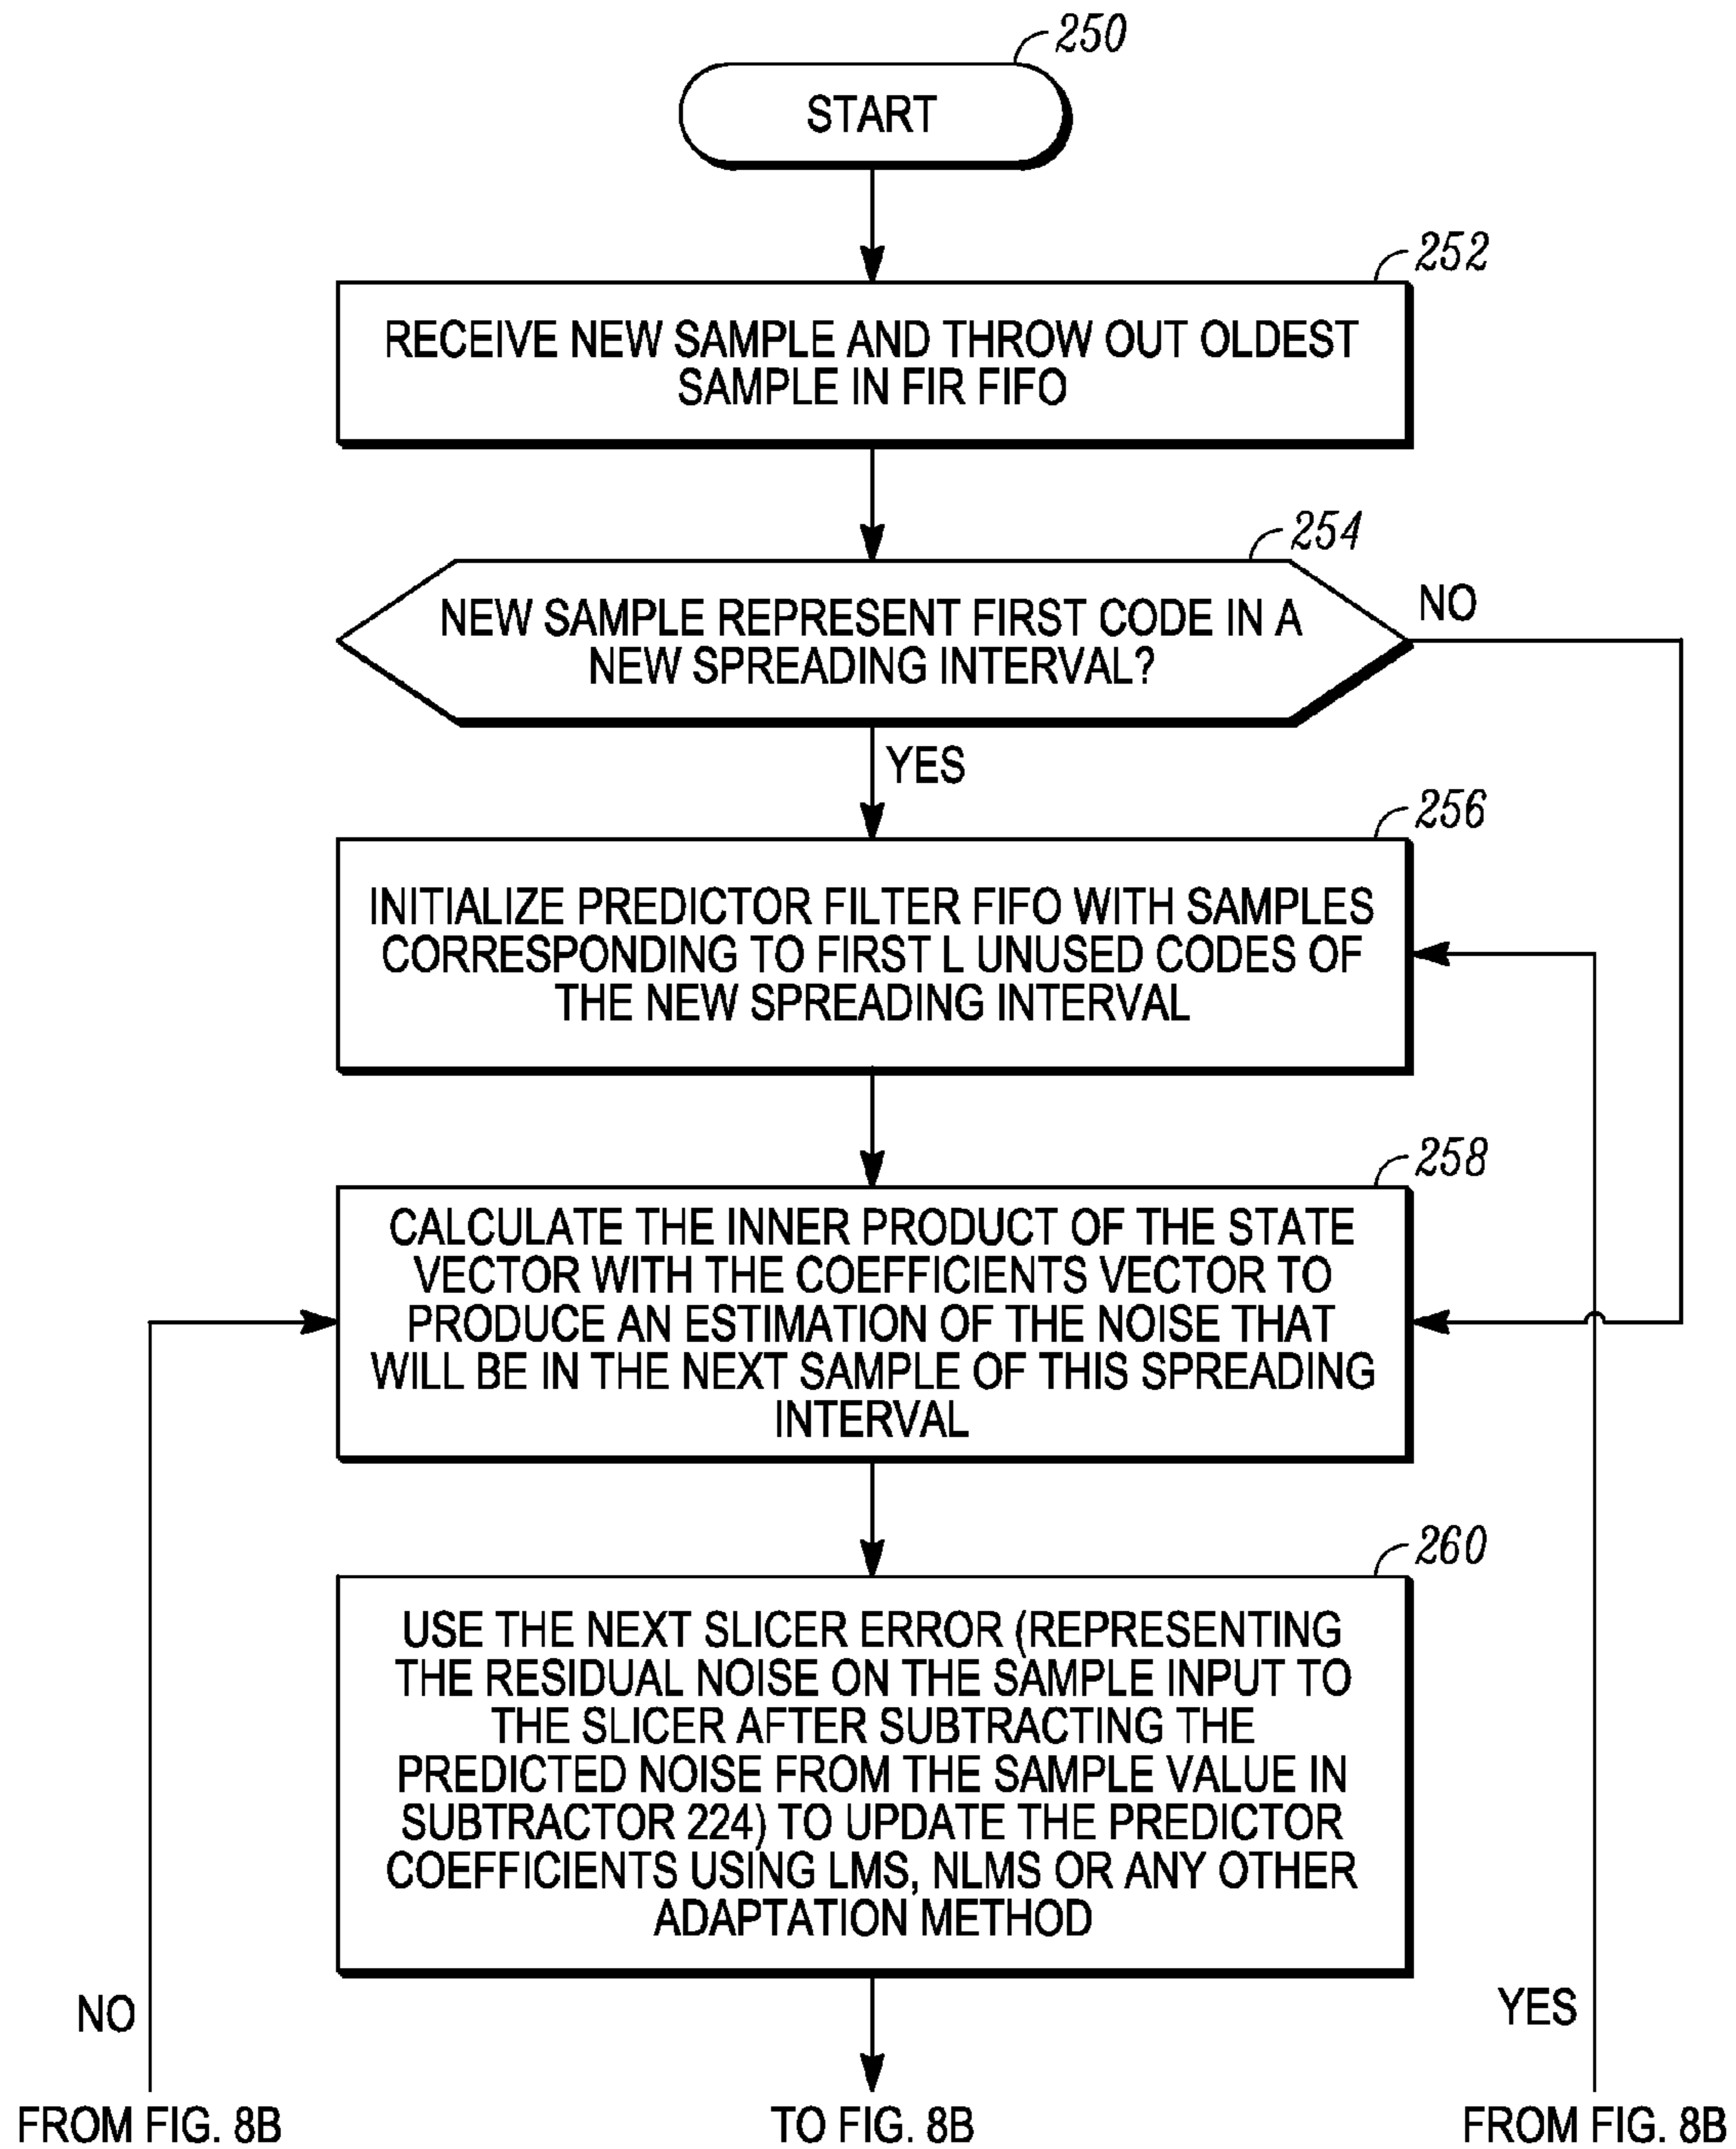 250
START
252
RECEIVE NEW SAMPLE AND THROW OUT OLDEST
SAMPLE IN FIR FIFO
254
NEW SAMPLE REPRESENT FIRST CODE IN A
NEW SPREADING INTERVAL?
NO
YES
256
INITIALIZE PREDICTOR FILTER FIFO WITH SAMPLES
CORRESPONDING TO FIRST L UNUSED CODES OF
THE NEW SPREADING INTERVAL
258
CALCULATE THE INNER PRODUCT OF THE STATE
VECTOR WITH THE COEFFICIENTS VECTOR TO
PRODUCE AN ESTIMATION OF THE NOISE THAT
WILL BE IN THE NEXT SAMPLE OF THIS SPREADING
INTERVAL
260
USE THE NEXT SLICER ERROR (REPRESENTING
THE RESIDUAL NOISE ON THE SAMPLE INPUT TO
THE SLICER AFTER SUBTRACTING THE
PREDICTED NOISE FROM THE SAMPLE VALUE IN
SUBTRACTOR 224) TO UPDATE THE PREDICTOR
COEFFICIENTS USING LMS, NLMS OR ANY OTHER
ADAPTATION METHOD
NO
YES
FROM FIG. 8B
TO FIG. 8B
FROM FIG. 8B